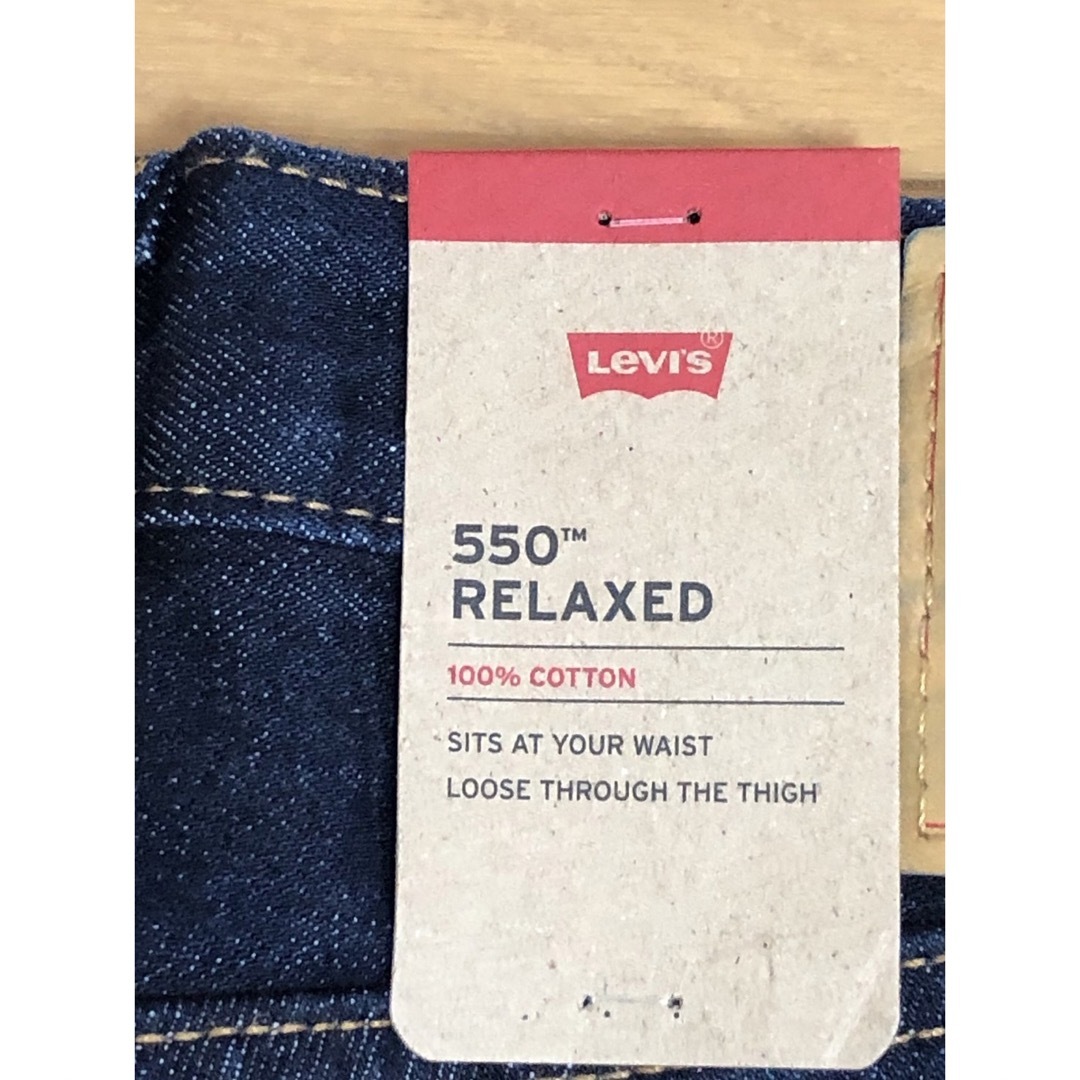 Levi's®
550™
RELAXED
100% COTTON
SITS AT YOUR WAIST
LOOSE THROUGH THE THIGH